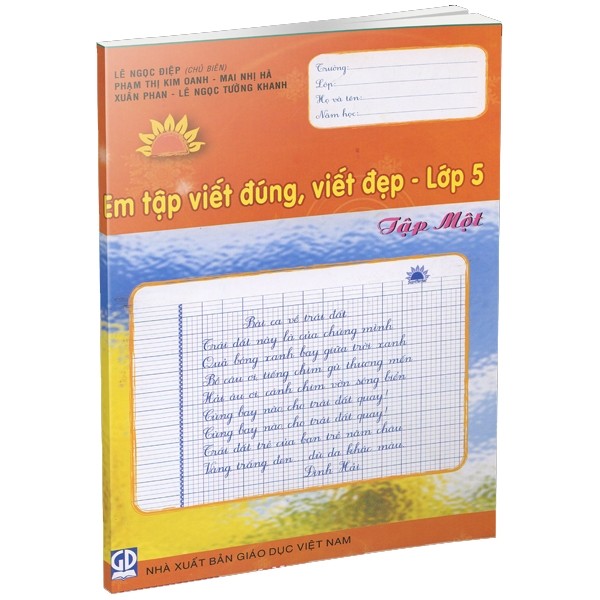 LÊ NGỌC ĐIỆP (CHỦ BIÊN)
PHẠM THỊ KIM OANH - MAI NHỊ HÀ
XUÂN PHAN - LÊ NGỌC TƯỜNG KHANH
Trường:
Lớp:
Họ và tên:
Năm học:
Em tập viết đúng, viết đẹp - Lớp 5
Tập Một
Bài ca về trái đất
Trái đất này là của chúng mình
Quả bóng xanh bay giữa trời xanh
Bồ câu ơi, tiếng chim gù thương mến
Hải âu ơi cánh chim vờn sóng biển
Cùng bay nào, cho trái đất quay!
Cùng bay nào, cho trái đất quay!
Trái đất trẻ của bạn trẻ năm châu
Vàng, trắng, đen... dù da khác màu
Định Hải
GD
NHÀ XUẤT BẢN GIÁO DỤC VIỆT NAM